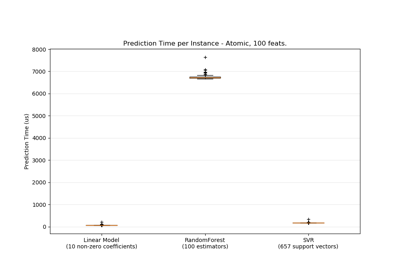 Prediction Time per Instance - Atomic, 100 feats.
8000
7000
6000
5000
4000
3000
2000
1000
0
Prediction Time (us)
Linear Model
(10 non-zero coefficients)
RandomForest
(100 estimators)
SVR
(657 support vectors)